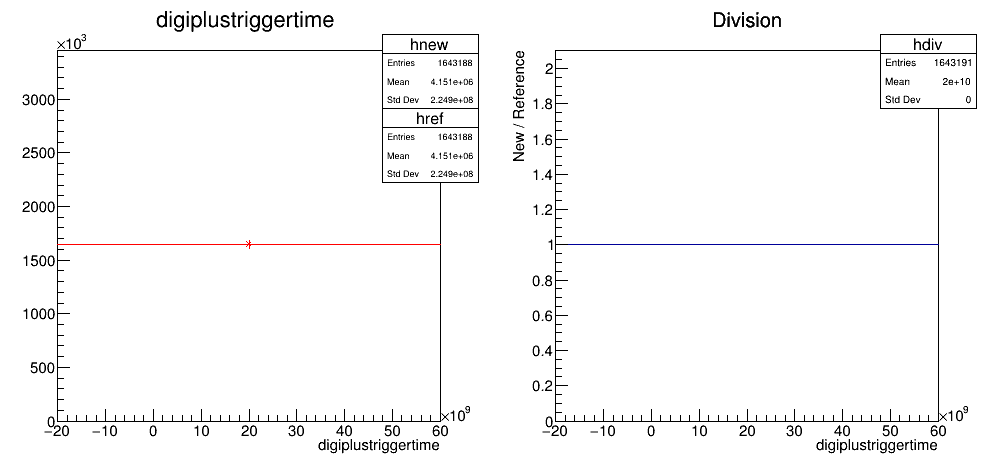 digiplustriggertime
×10³
hnew
Entries 1643188
Mean 4.151e+06
Std Dev 2.249e+08
href
Entries 1643188
Mean 4.151e+06
Std Dev 2.249e+08
3000
2500
2000
1500
1000
500
0
−20 −10 0 10 20 30 40 50 60
×10⁹
digiplustriggertime
Division
hdiv
Entries 1643191
Mean 2e+10
Std Dev 0
New / Reference
2
1.8
1.6
1.4
1.2
1
0.8
0.6
0.4
0.2
0
−20 −10 0 10 20 30 40 50 60
×10⁹
digiplustriggertime